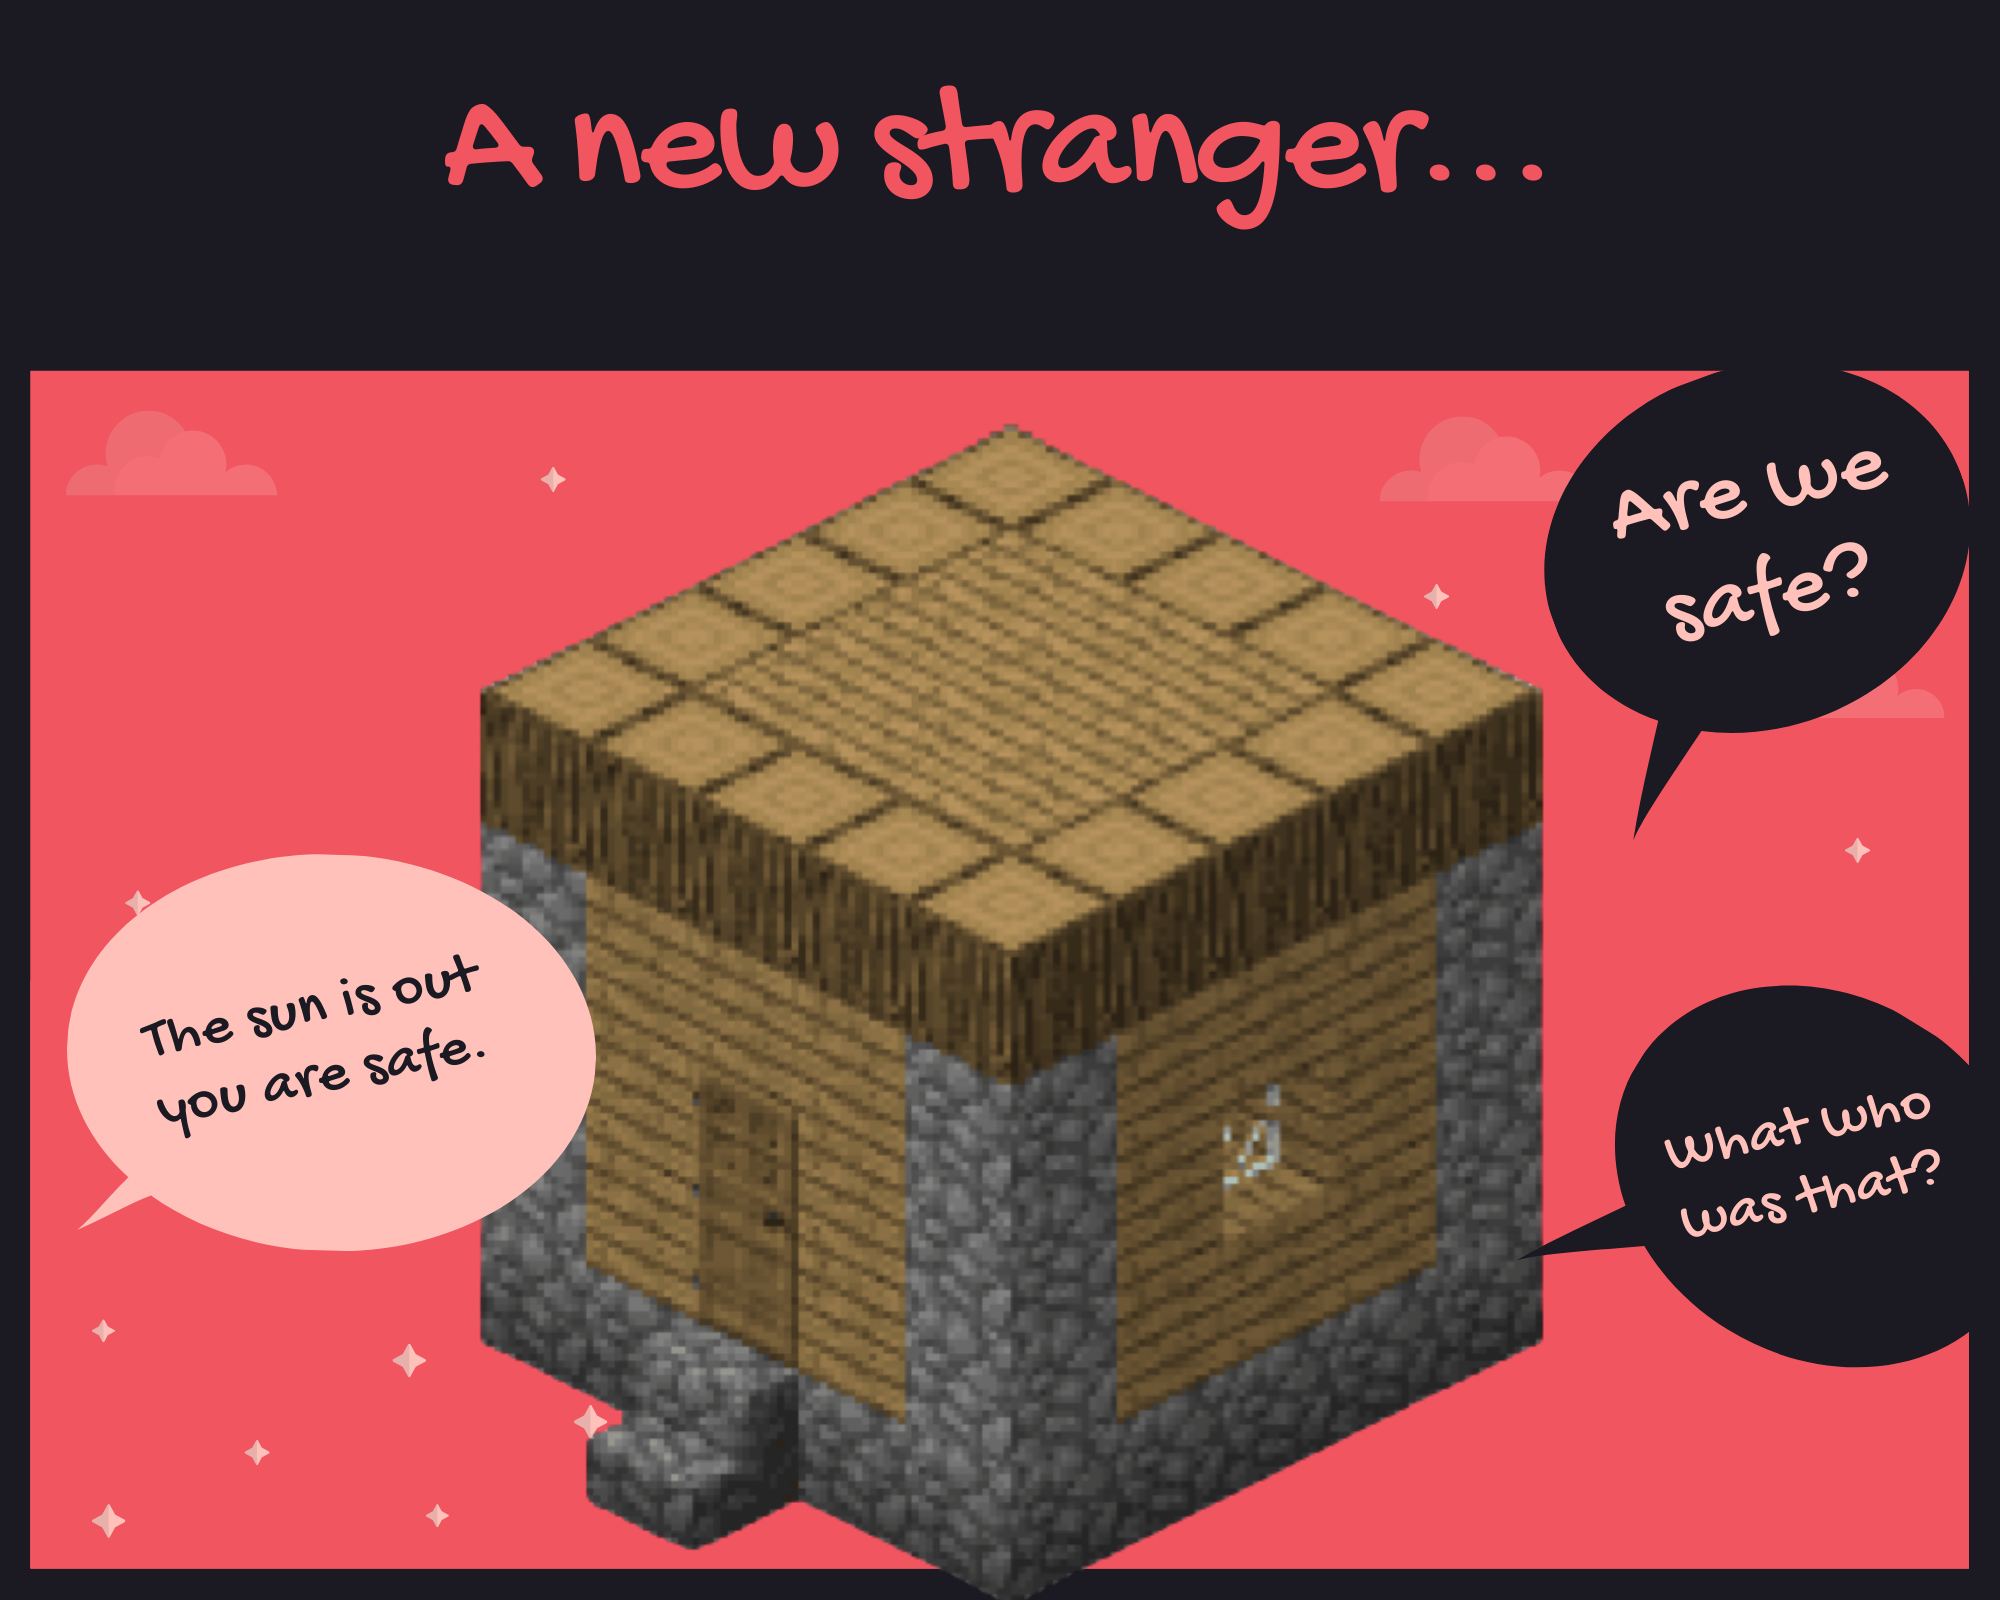 A new stranger...
Are we
safe?
The sun is out
you are safe.
What who
was that?